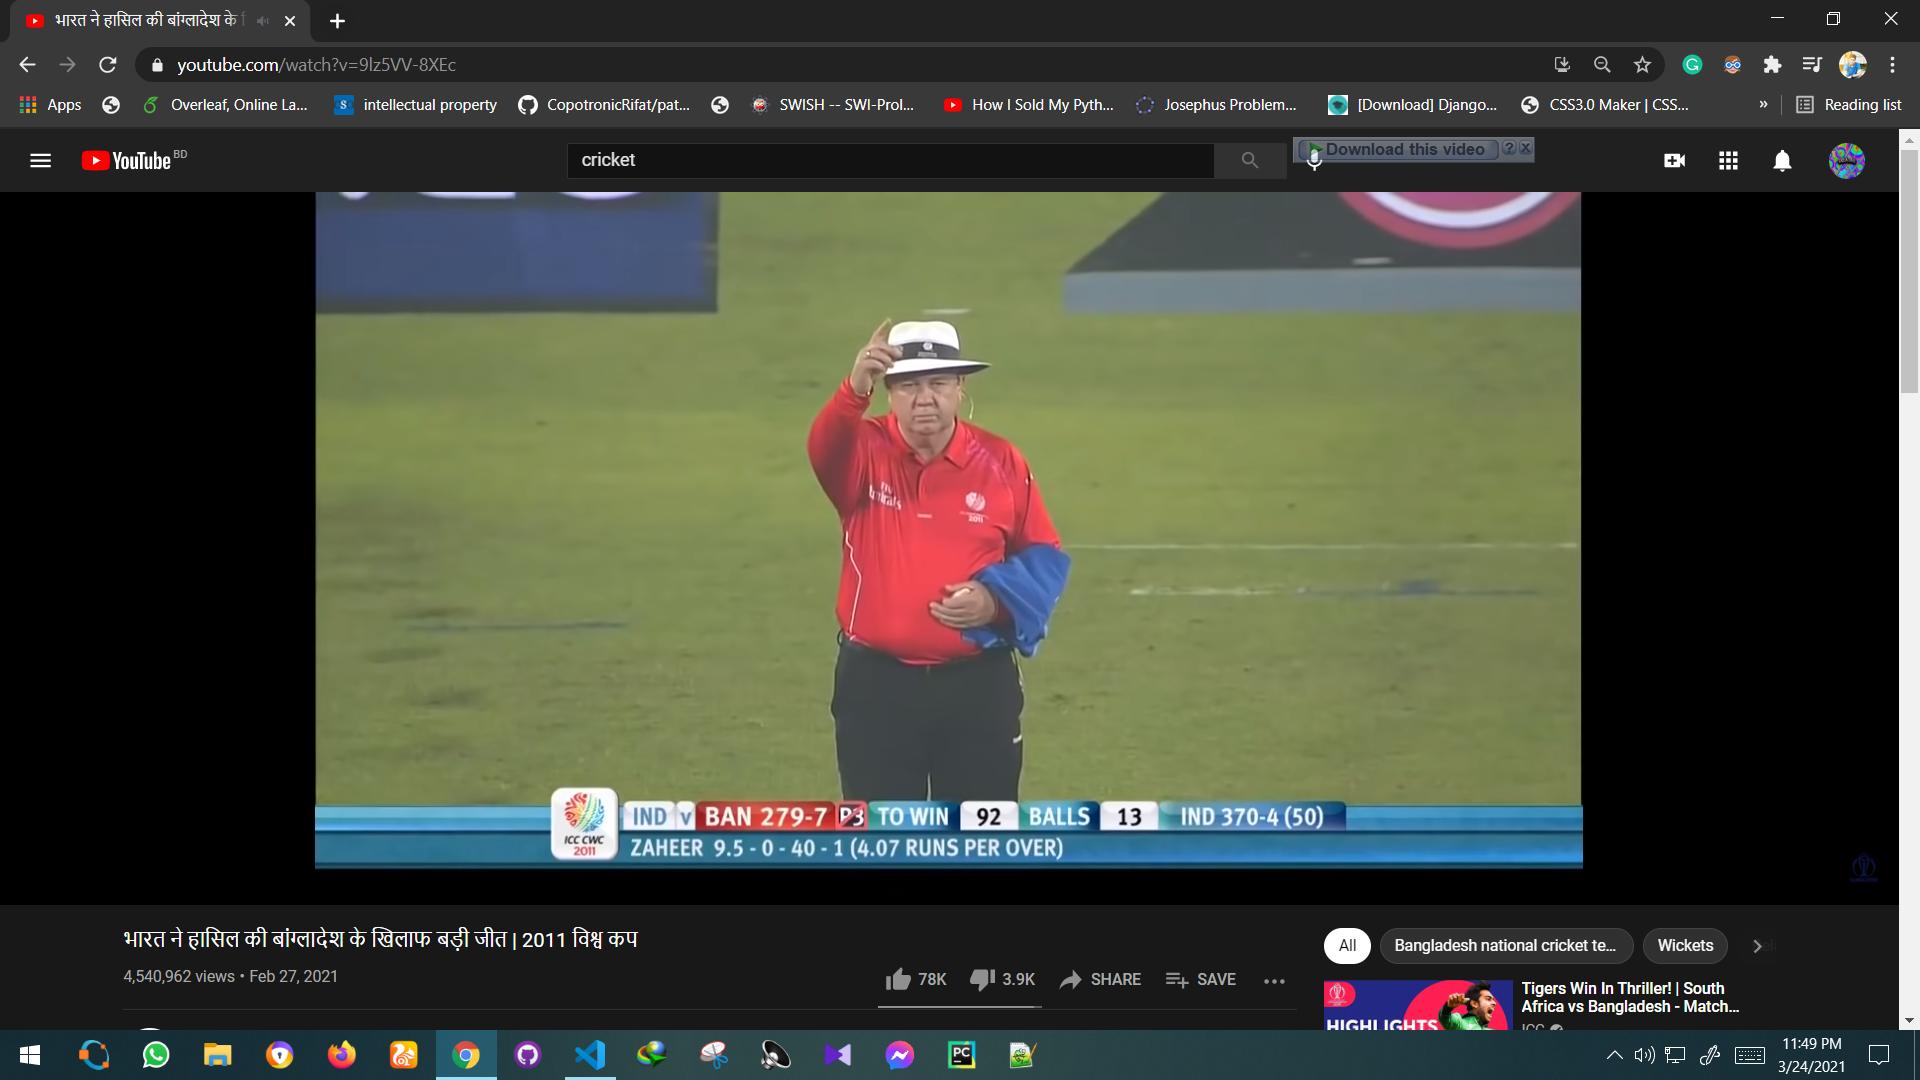 भारत ने हासिल की बांग्लादेश के
youtube.com/watch?v=9lz5VV-8XEc
Apps
Overleaf, Online La...
intellectual property
CopotronicRifat/pat...
SWISH -- SWI-Prol...
How I Sold My Pyth...
Josephus Problem...
[Download] Django...
CSS3.0 Maker | CSS...
»
Reading list
YouTube BD
cricket
Download this video
Fly Emirates
2011
IND v BAN 279-7 P3 TO WIN 92 BALLS 13 IND 370-4 (50)
ICC CWC
2011
ZAHEER 9.5 - 0 - 40 - 1 (4.07 RUNS PER OVER)
भारत ने हासिल की बांग्लादेश के खिलाफ बड़ी जीत | 2011 विश्व कप
4,540,962 views • Feb 27, 2021
78K
3.9K
SHARE
SAVE
All
Bangladesh national cricket te...
Wickets
Tigers Win In Thriller! | South
Africa vs Bangladesh - Match...
HIGHLIGHTS
ICC
11:49 PM
3/24/2021